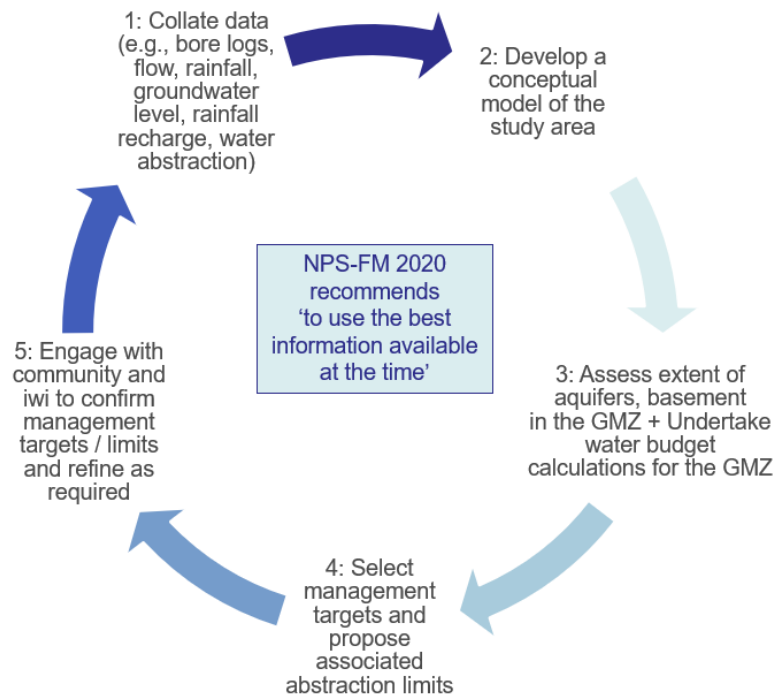 1: Collate data
(e.g., bore logs,
flow, rainfall,
groundwater
level, rainfall
recharge, water
abstraction)
2: Develop a
conceptual
model of the
study area
NPS-FM 2020
recommends
‘to use the best
information available
at the time’
3: Assess extent of
aquifers, basement
in the GMZ + Undertake
water budget
calculations for the GMZ
4: Select
management
targets and
propose
associated
abstraction limits
5: Engage with
community and
iwi to confirm
management
targets / limits
and refine as
required